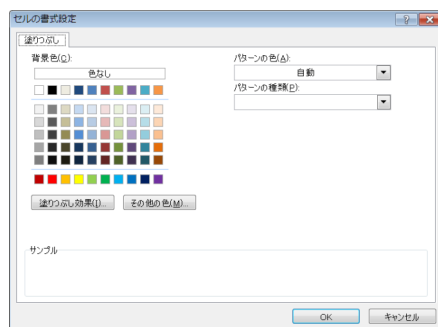 セルの書式設定
塗りつぶし
背景色(C):
色なし
塗りつぶし効果(I)...
その他の色(M)...
パターンの色(A):
自動
パターンの種類(P):
サンプル
OK
キャンセル